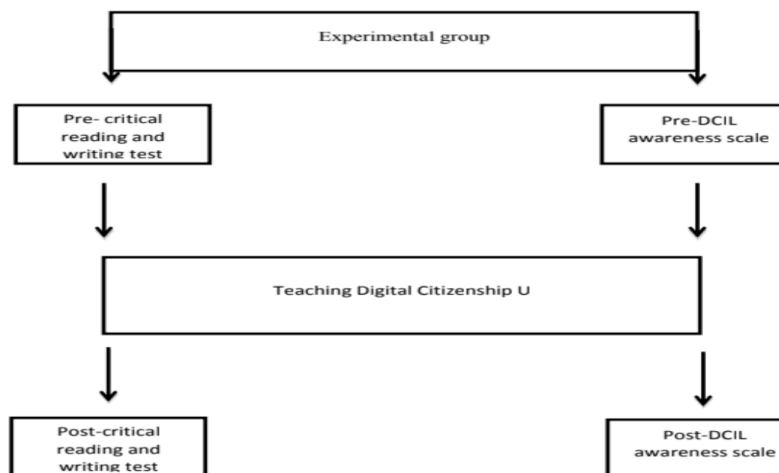 Experimental group
Pre- critical
reading and
writing test
Pre-DCIL
awareness scale
Teaching Digital Citizenship U
Post-critical
reading and
writing test
Post-DCIL
awareness scale